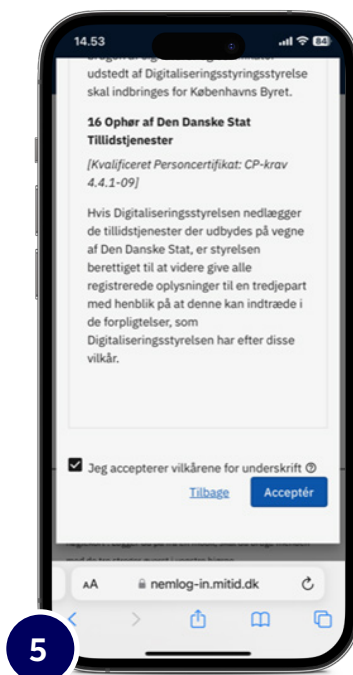 14.53
84
udstedt af Digitaliseringsstyringsstyrelse
skal indbringes for Københavns Byret.
16 Ophør af Den Danske Stat
Tillidstjenester
[Kvalificeret Personcertifikat: CP-krav
4.4.1-09]
Hvis Digitaliseringsstyrelsen nedlægger
de tillidstjenester der udbydes på vegne
af Den Danske Stat, er styrelsen
berettiget til at videre give alle
registrerede oplysninger til en tredjepart
med henblik på at denne kan indtræde i
de forpligtelser, som
Digitaliseringsstyrelsen har efter disse
vilkår.
Jeg accepterer vilkårene for underskrift
Tilbage Acceptér
AA nemlog-in.mitid.dk
5